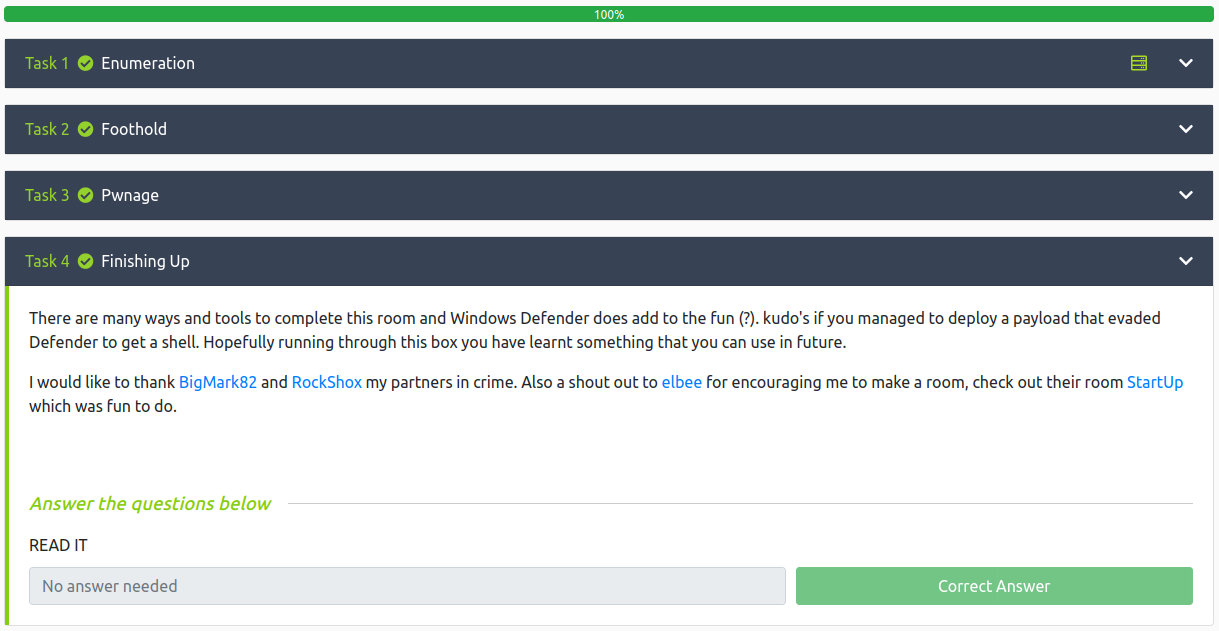 100%
Task 1 Enumeration
Task 2 Foothold
Task 3 Pwnage
Task 4 Finishing Up
There are many ways and tools to complete this room and Windows Defender does add to the fun (?). kudo's if you managed to deploy a payload that evaded
Defender to get a shell. Hopefully running through this box you have learnt something that you can use in future.
I would like to thank BigMark82 and RockShox my partners in crime. Also a shout out to elbee for encouraging me to make a room, check out their room StartUp
which was fun to do.
Answer the questions below
READ IT
No answer needed
Correct Answer